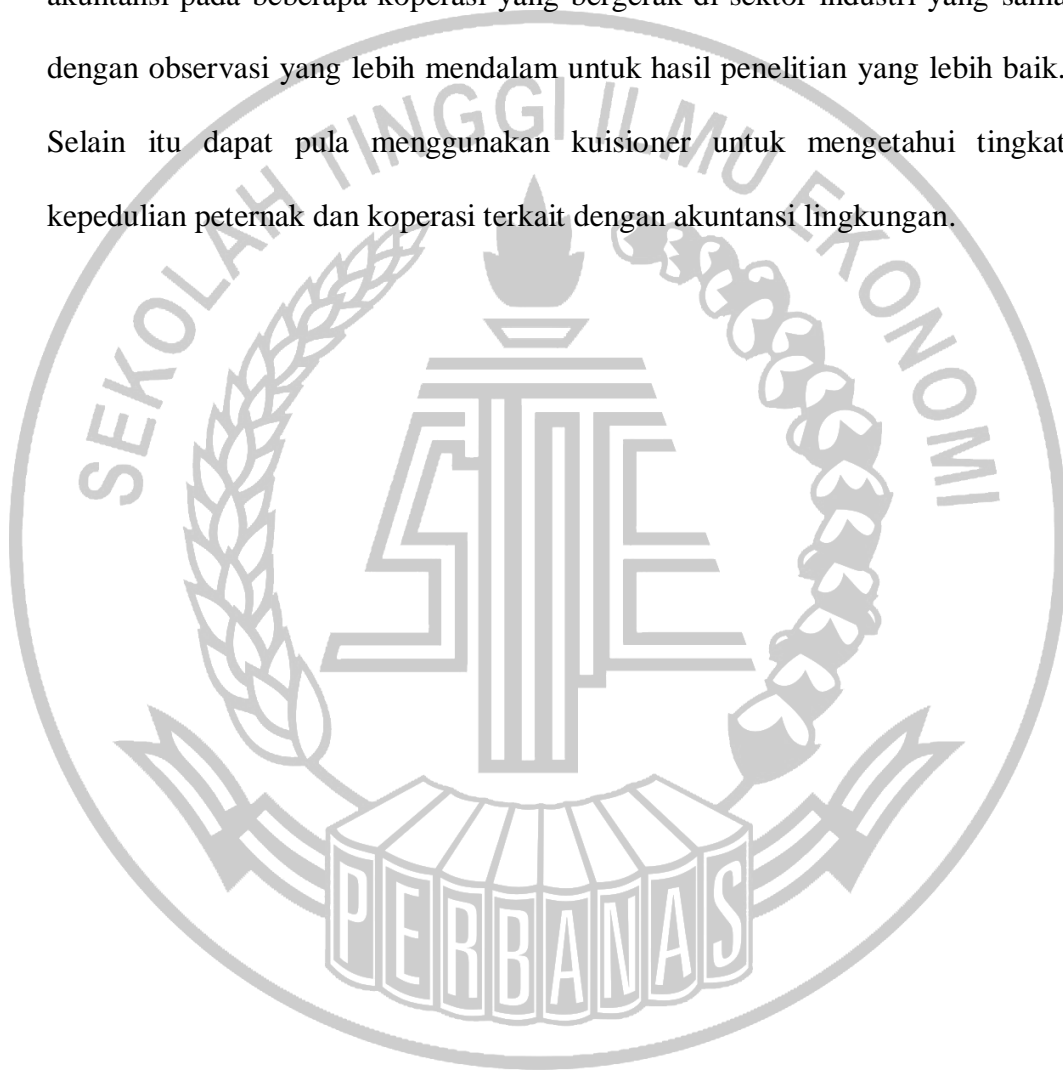 akuntansi pada beberapa koperasi yang bergerak di sektor industri yang sama
dengan observasi yang lebih mendalam untuk hasil penelitian yang lebih baik.
Selain itu dapat pula menggunakan kuisioner untuk mengetahui tingkat
kepedulian peternak dan koperasi terkait dengan akuntansi lingkungan.
SEKOLAH TINGGI ILMU EKONOMI
STIE
PERBANAS